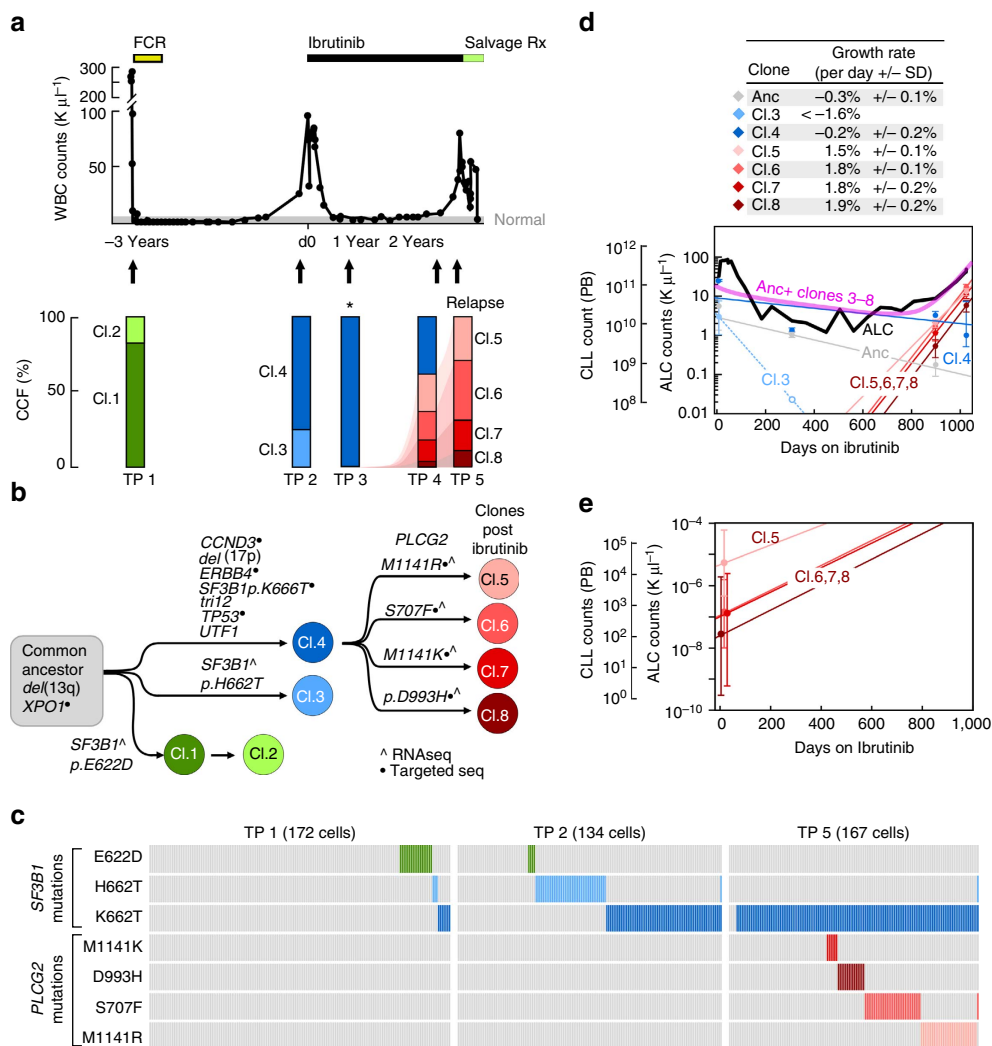 a
FCR
Ibrutinib
Salvage Rx
WBC counts (K µl–1)
300
200
100
50
Normal
–3 Years
d0
1 Year
2 Years
*
Relapse
CCF (%)
100
50
0
Cl.2
Cl.1
Cl.4
Cl.3
Cl.5
Cl.6
Cl.7
Cl.8
TP 1
TP 2
TP 3
TP 4
TP 5
b
Common
ancestor
del(13q)
XPO1•
CCND3•
del (17p)
ERBB4•
SF3B1p.K666T•
tri12
TP53•
UTF1
SF3B1^
p.H662T
SF3B1^
p.E622D
Cl.4
Cl.3
Cl.1
Cl.2
PLCG2
M1141R•^
S707F•^
M1141K•^
p.D993H•^
Clones
post
ibrutinib
Cl.5
Cl.6
Cl.7
Cl.8
^ RNAseq
• Targeted seq
c
TP 1 (172 cells)
TP 2 (134 cells)
TP 5 (167 cells)
SF3B1
mutations
E622D
H662T
K662T
PLCG2
mutations
M1141K
D993H
S707F
M1141R
d
Growth rate
Clone (per day +/– SD)
Anc –0.3% +/– 0.1%
Cl.3 < –1.6%
Cl.4 –0.2% +/– 0.2%
Cl.5 1.5% +/– 0.1%
Cl.6 1.8% +/– 0.1%
Cl.7 1.8% +/– 0.2%
Cl.8 1.9% +/– 0.2%
CLL count (PB)
1012
1011
1010
109
108
ALC counts (K µl–1)
100
10
1
0.1
0.01
Anc+ clones 3–8
ALC
Anc
Cl.4
Cl.3
Cl.5,6,7,8
0 200 400 600 800 1000
Days on ibrutinib
e
CLL counts (PB)
105
104
103
102
101
100
ALC counts (K µl–1)
10–4
10–6
10–8
10–10
Cl.5
Cl.6,7,8
0 200 400 600 800 1,000
Days on Ibrutinib